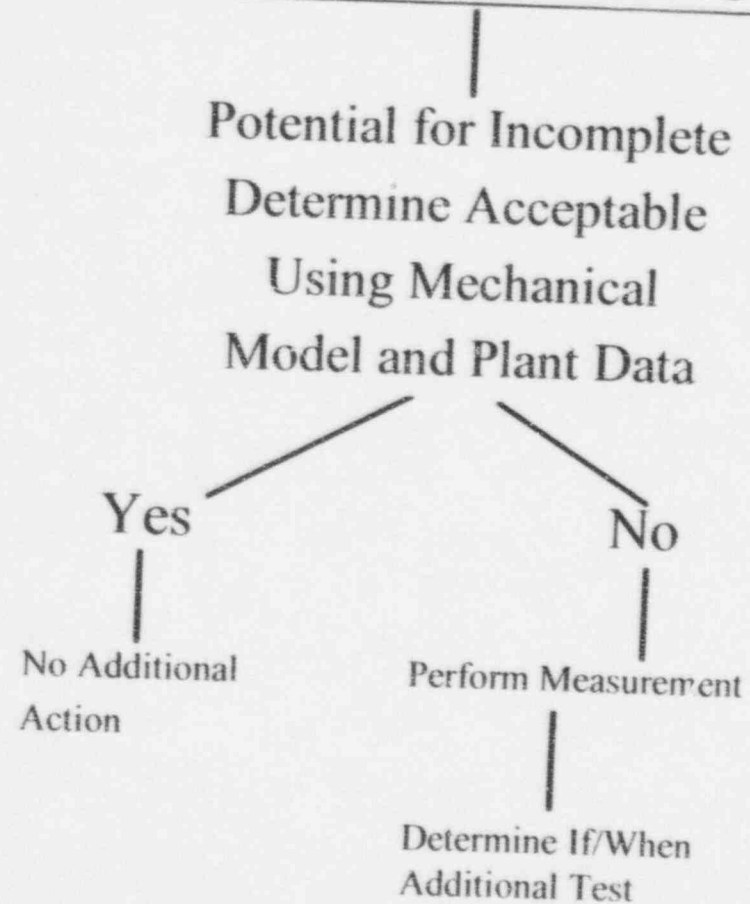 Potential for Incomplete
Determine Acceptable
Using Mechanical
Model and Plant Data
Yes
No
No Additional
Action
Perform Measurement
Determine If/When
Additional Test